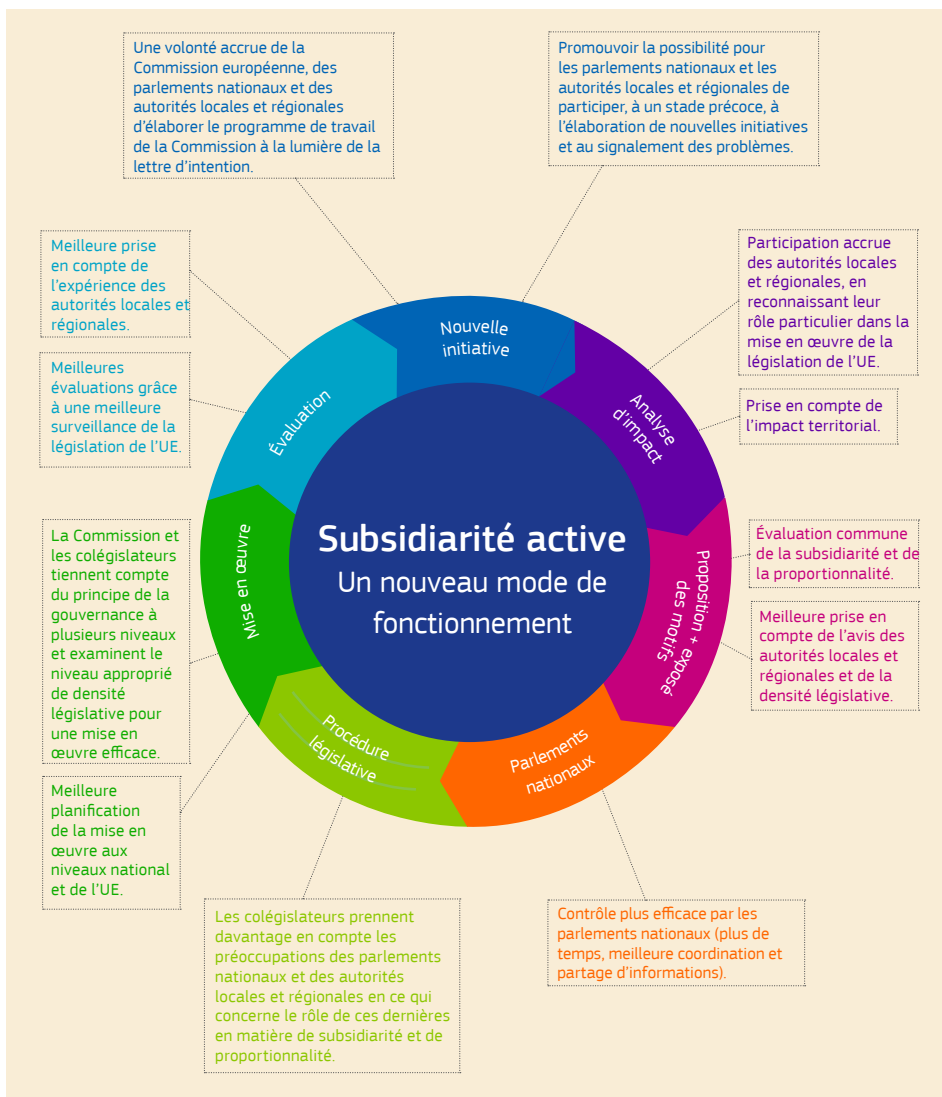 Une volonté accrue de la
Commission européenne, des
parlements nationaux et des
autorités locales et régionales
d’élaborer le programme de travail
de la Commission à la lumière de la
lettre d’intention.
Promouvoir la possibilité pour
les parlements nationaux et les
autorités locales et régionales de
participer, à un stade précoce, à
l’élaboration de nouvelles initiatives
et au signalement des problèmes.
Meilleure prise
en compte de
l’expérience des
autorités locales et
régionales.
Meilleures
évaluations grâce
à une meilleure
surveillance de la
législation de l’UE.
Participation accrue
des autorités locales
et régionales, en
reconnaissant leur
rôle particulier dans la
mise en œuvre de la
législation de l’UE.
Prise en compte de
l’impact territorial.
Nouvelle
initiative
Analyse
d’impact
Proposition + exposé
des motifs
Parlements
nationaux
Procédure
législative
Mise en œuvre
Évaluation
Subsidiarité active
Un nouveau mode de
fonctionnement
La Commission et
les colégislateurs
tiennent compte
du principe de la
gouvernance à
plusieurs niveaux
et examinent le
niveau approprié
de densité
législative pour
une mise en
œuvre efficace.
Meilleure
planification
de la mise en
œuvre aux
niveaux national
et de l’UE.
Évaluation commune
de la subsidiarité et de
la proportionnalité.
Meilleure prise en
compte de l’avis des
autorités locales et
régionales et de la
densité législative.
Les colégislateurs prennent
davantage en compte les
préoccupations des parlements
nationaux et des autorités
locales et régionales en ce qui
concerne le rôle de ces dernières
en matière de subsidiarité et de
proportionnalité.
Contrôle plus efficace par les
parlements nationaux (plus de
temps, meilleure coordination et
partage d’informations).